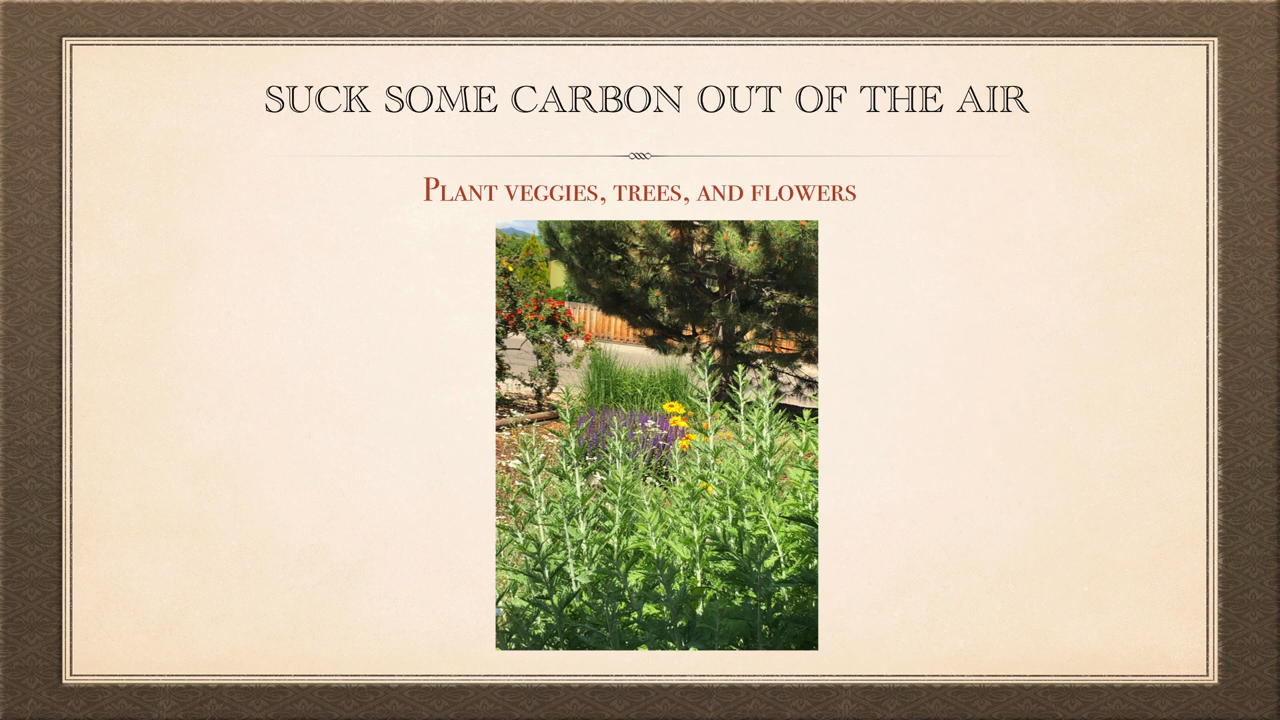 SUCK SOME CARBON OUT OF THE AIR
Plant veggies, trees, and flowers